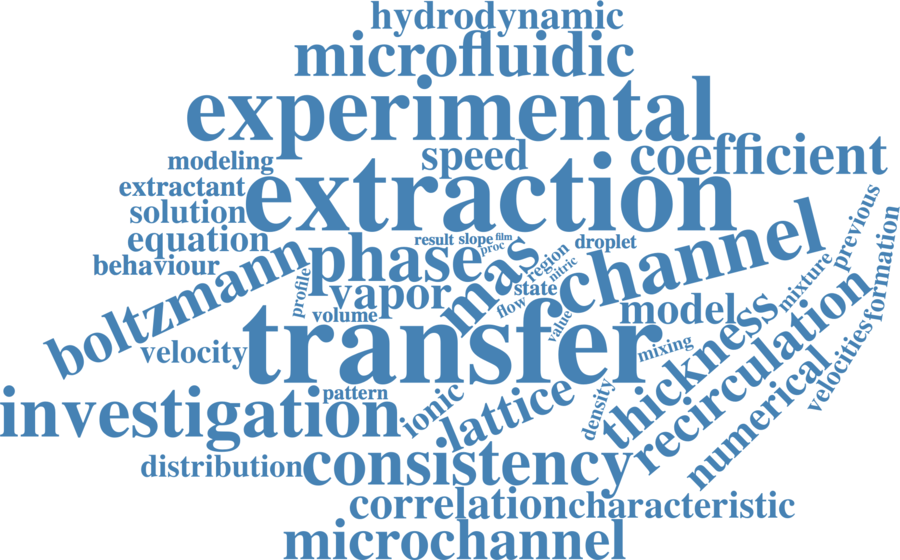 hydrodynamic
microfluidic
experimental
modeling
speed
coefficient
extractant
extraction
solution
equation
behaviour
boltzmann
phase
result
slope
film
proc
mas
region
nitric
droplet
channel
previous
formation
profile
vapor
volume
state
flow
value
model
mixture
velocity
transfer
mixing
thickness
recirculation
velocities
numerical
density
investigation
pattern
ionic
lattice
distribution
consistency
correlation
characteristic
microchannel